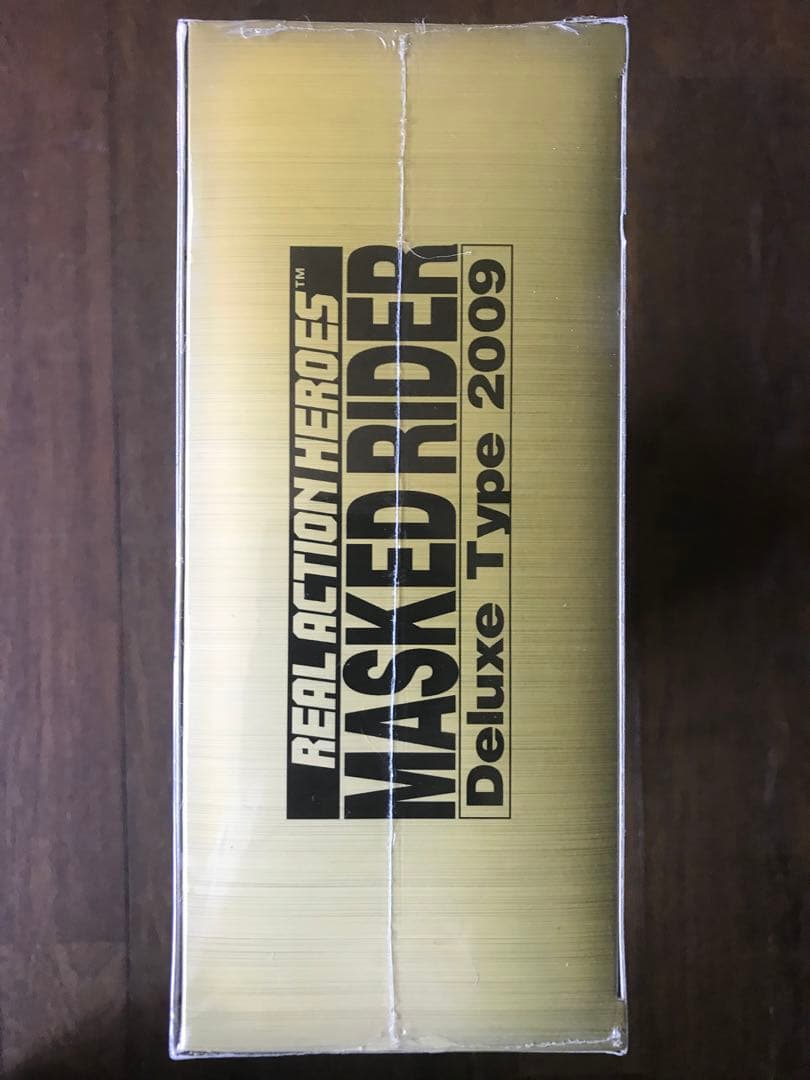 REAL ACTION HEROES™
MASKED RIDER
Deluxe Type 2009